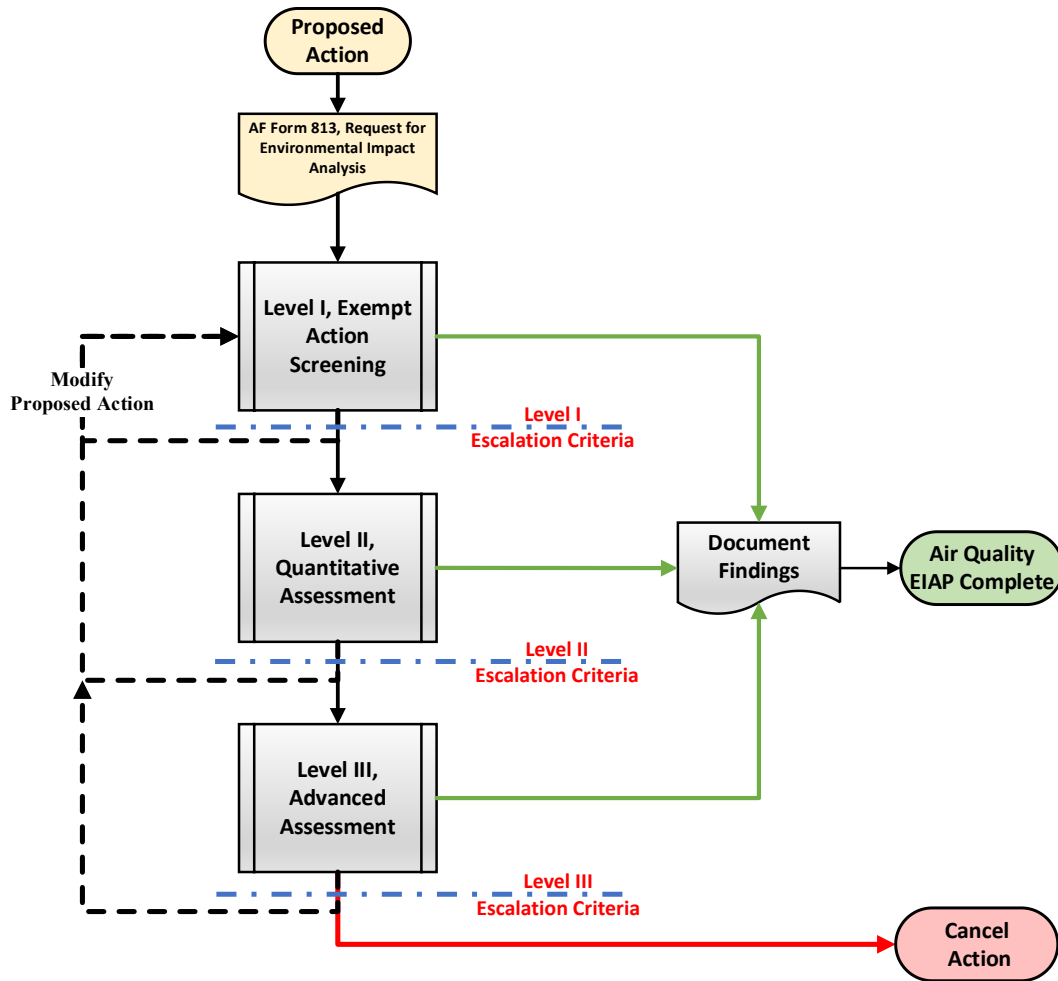 Proposed
Action
AF Form 813, Request for
Environmental Impact
Analysis
Level I, Exempt
Action
Screening
Modify
Proposed Action
Level I
Escalation Criteria
Level II,
Quantitative
Assessment
Document
Findings
Air Quality
EIAP Complete
Level II
Escalation Criteria
Level III,
Advanced
Assessment
Level III
Escalation Criteria
Cancel
Action